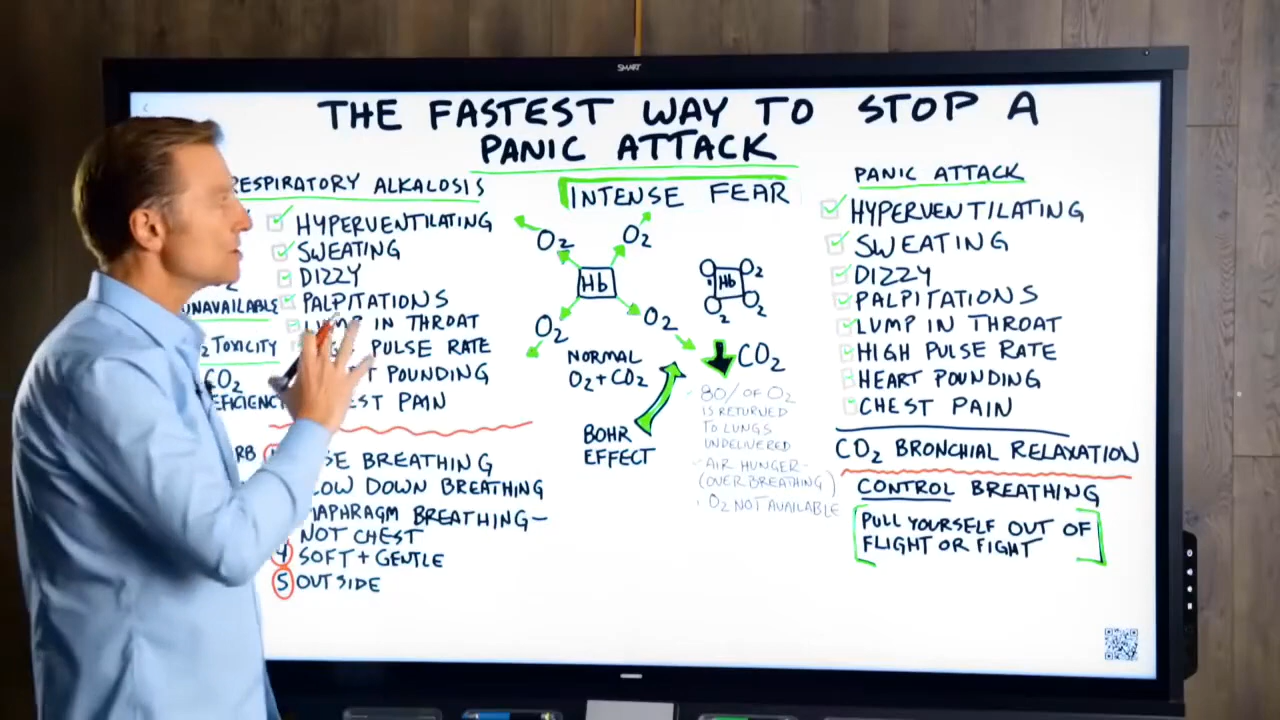 SMART
THE FASTEST WAY TO STOP A
PANIC ATTACK
RESPIRATORY ALKALOSIS
HYPERVENTILATING
SWEATING
DIZZY
UNAVAILABLE
PALPITATIONS
LUMP IN THROAT
TOXICITY
PULSE RATE
CO2
POUNDING
PAIN
BREATHING
DOWN BREATHING
BREATHING-
NOT CHEST
4 SOFT + GENTLE
5 OUTSIDE
INTENSE FEAR
O2 O2
Hb
O2 O2
NORMAL
O2 + CO2
BOHR
EFFECT
O2
Hb
O2 O2
CO2
80% OF O2
IS RETURNED
TO LUNGS
UNDELIVERED
- AIR HUNGER-
(OVER BREATHING)
O2 NOT AVAILABLE
PANIC ATTACK
HYPERVENTILATING
SWEATING
DIZZY
PALPITATIONS
LUMP IN THROAT
HIGH PULSE RATE
HEART POUNDING
CHEST PAIN
CO2 BRONCHIAL RELAXATION
CONTROL BREATHING
[PULL YOURSELF OUT OF
FLIGHT OR FIGHT]